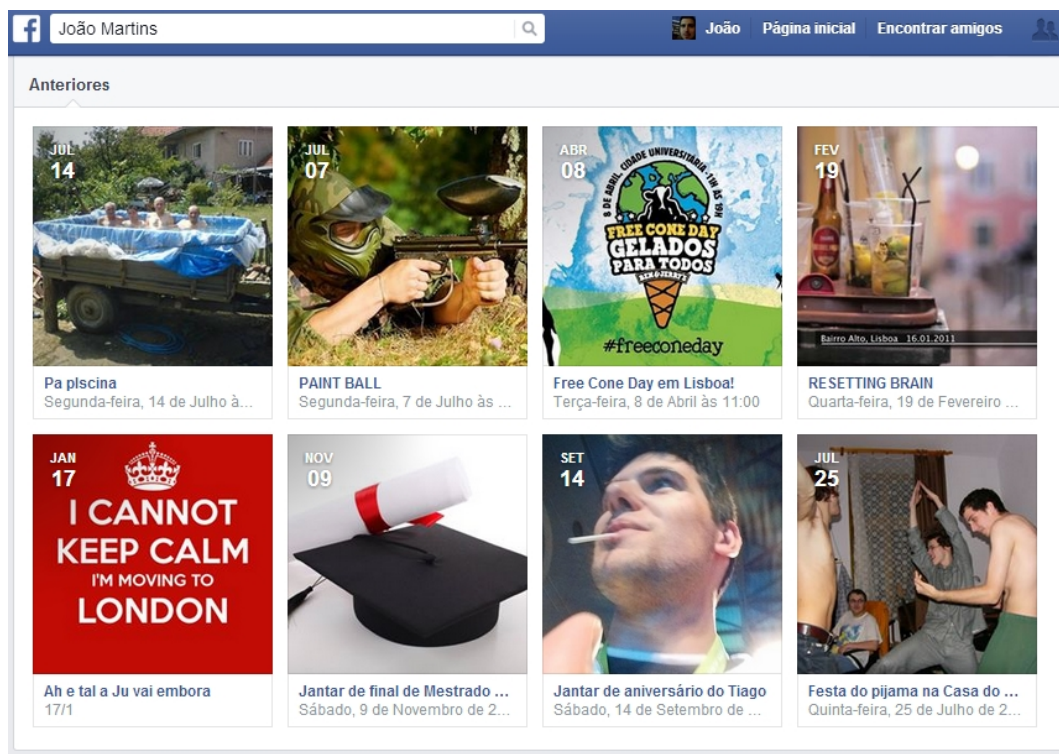 João Martins
João Página inicial Encontrar amigos
Anteriores
JUL
14
JUL
07
ABR
08
8 DE ABRIL, CIDADE UNIVERSITÁRIA - 11H ÀS 19H
FREE CONE DAY
GELADOS
PARA TODOS
BEN & JERRY'S
#freeconeday
FEV
19
Bairro Alto, Lisboa 16.01.2011
Pa pIscina
Segunda-feira, 14 de Julho à...
PAINT BALL
Segunda-feira, 7 de Julho às ...
Free Cone Day em Lisboa!
Terça-feira, 8 de Abril às 11:00
RESETTING BRAIN
Quarta-feira, 19 de Fevereiro ...
JAN
17
I CANNOT
KEEP CALM
I'M MOVING TO
LONDON
NOV
09
SET
14
JUL
25
Ah e tal a Ju vai embora
17/1
Jantar de final de Mestrado ...
Sábado, 9 de Novembro de 2...
Jantar de aniversário do Tiago
Sábado, 14 de Setembro de ...
Festa do pijama na Casa do ...
Quinta-feira, 25 de Julho de 2...